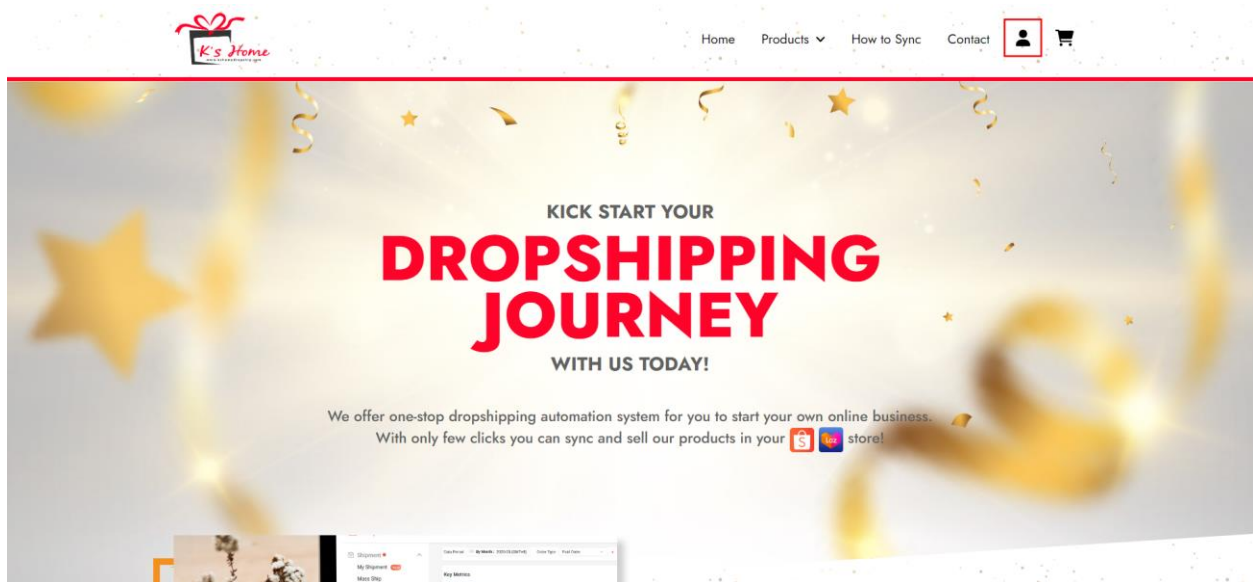 K's Home
Home
Products
How to Sync
Contact
KICK START YOUR
DROPSHIPPING
JOURNEY
WITH US TODAY!
We offer one-stop dropshipping automation system for you to start your own online business.
With only few clicks you can sync and sell our products in your S Laz store!
Shipment
My Shipment
Mass Ship
Key Metrics